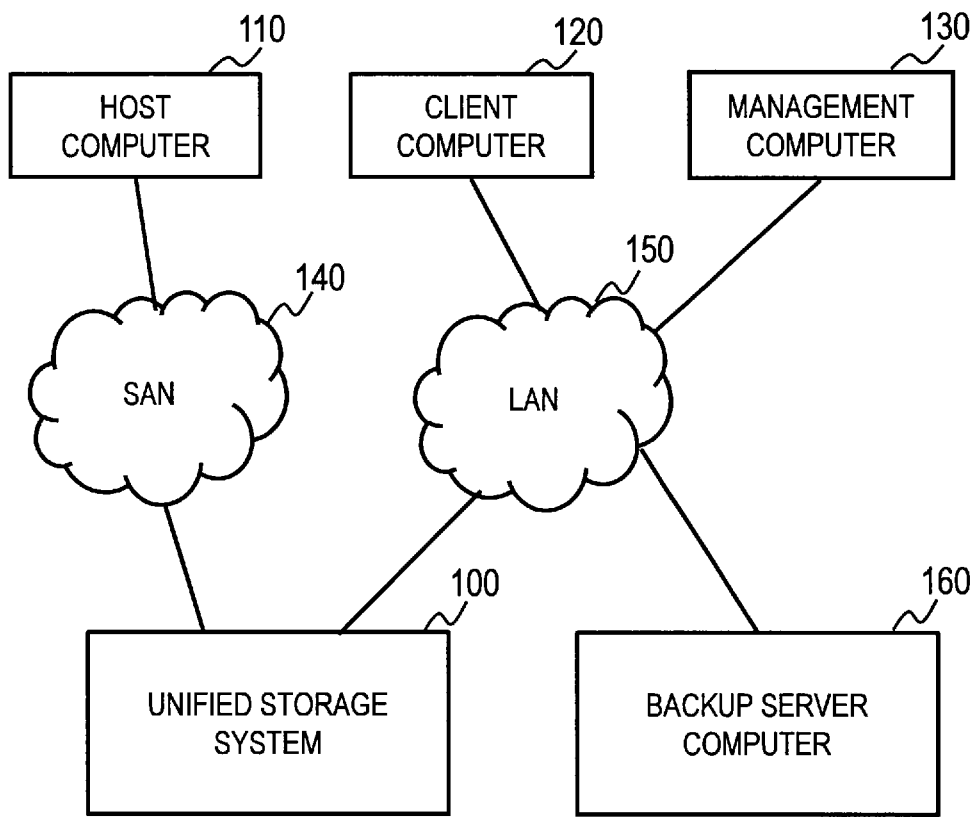 110
120
130
HOST
COMPUTER
CLIENT
COMPUTER
MANAGEMENT
COMPUTER
140
150
SAN
LAN
100
160
UNIFIED STORAGE
SYSTEM
BACKUP SERVER
COMPUTER